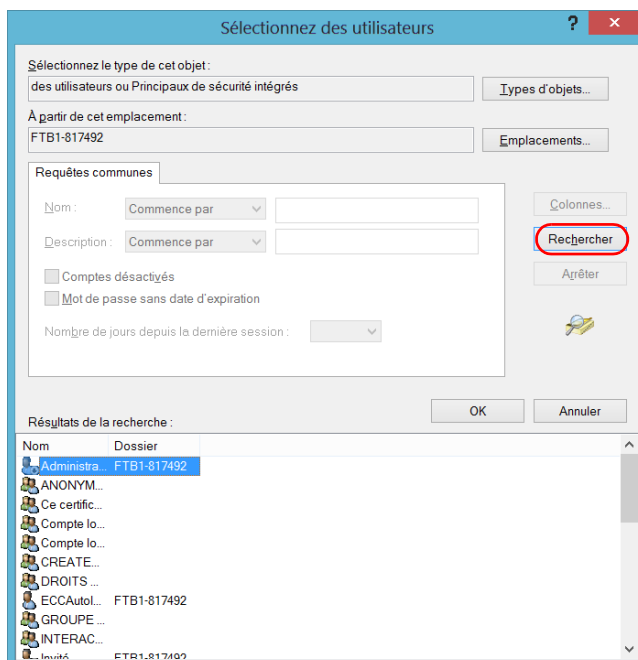 Sélectionnez des utilisateurs
?
×
Sélectionnez le type de cet objet :
des utilisateurs ou Principaux de sécurité intégrés
Types d'objets...
À partir de cet emplacement :
FTB1-817492
Emplacements...
Requêtes communes
Nom :
Commence par
Colonnes...
Description :
Commence par
Rechercher
Comptes désactivés
Arrêter
Mot de passe sans date d'expiration
Nombre de jours depuis la dernière session :
OK
Annuler
Résultats de la recherche :
Nom Dossier
Administra... FTB1-817492
ANONYM...
Ce certific...
Compte lo...
Compte lo...
CREATE...
DROITS ...
ECCAutol... FTB1-817492
GROUPE ...
INTERAC...
Invité FTB1-817492